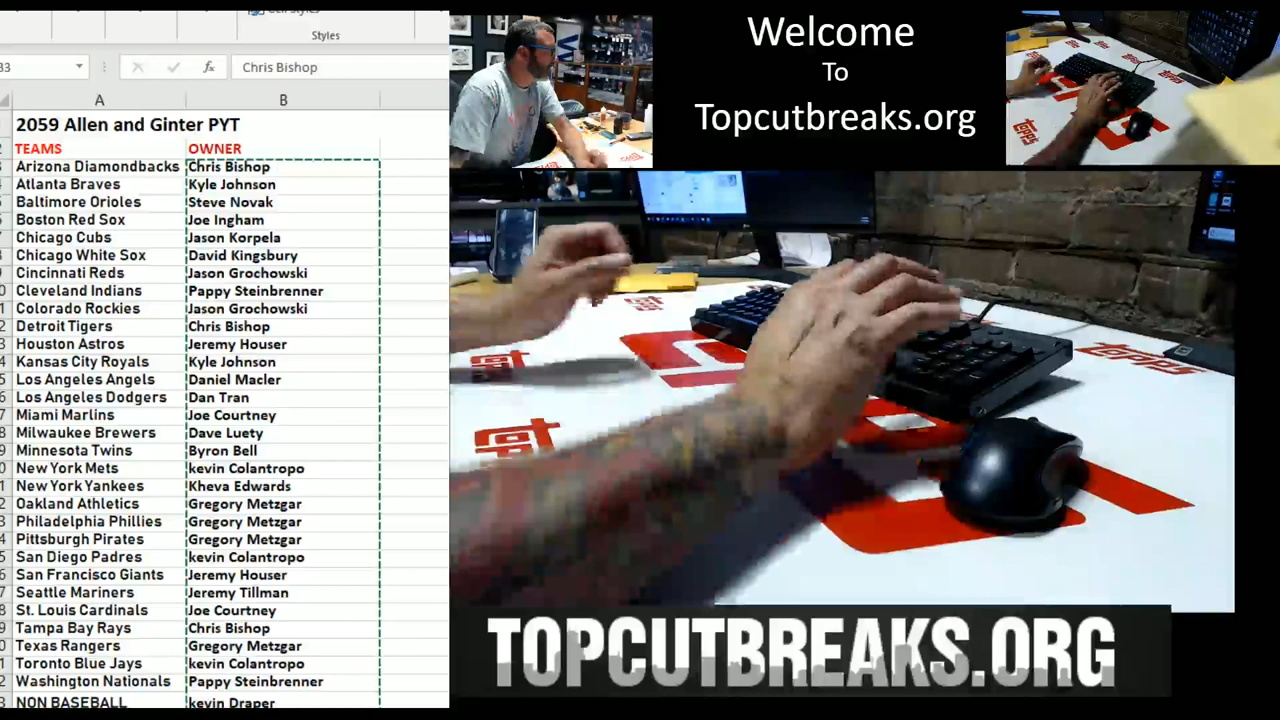 Styles
Chris Bishop
A B
2059 Allen and Ginter PYT
TEAMS OWNER
Arizona Diamondbacks Chris Bishop
Atlanta Braves Kyle Johnson
Baltimore Orioles Steve Novak
Boston Red Sox Joe Ingham
Chicago Cubs Jason Korpela
Chicago White Sox David Kingsbury
Cincinnati Reds Jason Grochowski
Cleveland Indians Pappy Steinbrenner
Colorado Rockies Jason Grochowski
Detroit Tigers Chris Bishop
Houston Astros Jeremy Houser
Kansas City Royals Kyle Johnson
Los Angeles Angels Daniel Macler
Los Angeles Dodgers Dan Tran
Miami Marlins Joe Courtney
Milwaukee Brewers Dave Luety
Minnesota Twins Byron Bell
New York Mets kevin Colantropo
New York Yankees Kheva Edwards
Oakland Athletics Gregory Metzgar
Philadelphia Phillies Gregory Metzgar
Pittsburgh Pirates Gregory Metzgar
San Diego Padres kevin Colantropo
San Francisco Giants Jeremy Houser
Seattle Mariners Jeremy Tillman
St. Louis Cardinals Joe Courtney
Tampa Bay Rays Chris Bishop
Texas Rangers Gregory Metzgar
Toronto Blue Jays kevin Colantropo
Washington Nationals Pappy Steinbrenner
NON BASEBALL kevin Draper
Welcome
To
Topcutbreaks.org
topps
topps
topps
TOPCUTBREAKS.ORG